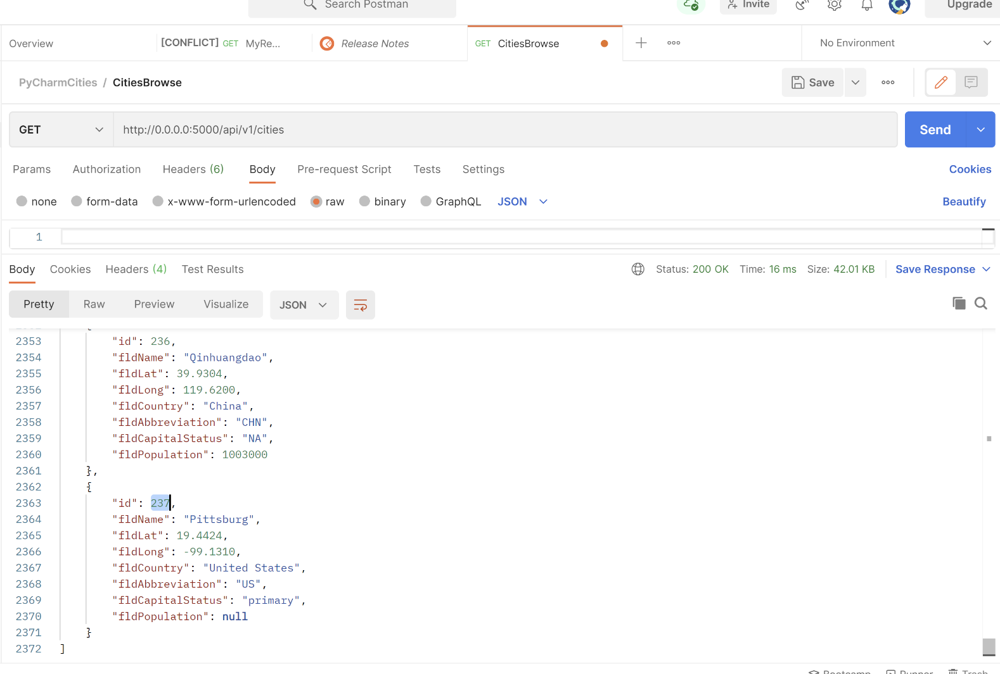 Search Postman
Invite
Upgrade
Overview
[CONFLICT] GET MyRe...
Release Notes
GET CitiesBrowse
No Environment
PyCharmCities / CitiesBrowse
Save
GET
http://0.0.0.0:5000/api/v1/cities
Send
Params Authorization Headers (6) Body Pre-request Script Tests Settings
Cookies
none form-data x-www-form-urlencoded raw binary GraphQL JSON
Beautify
1
Body Cookies Headers (4) Test Results
Status: 200 OK Time: 16 ms Size: 42.01 KB
Save Response
Pretty Raw Preview Visualize JSON
{
2353 "id": 236,
2354 "fldName": "Qinhuangdao",
2355 "fldLat": 39.9304,
2356 "fldLong": 119.6200,
2357 "fldCountry": "China",
2358 "fldAbbreviation": "CHN",
2359 "fldCapitalStatus": "NA",
2360 "fldPopulation": 1003000
2361 },
2362 {
2363 "id": 237,
2364 "fldName": "Pittsburg",
2365 "fldLat": 19.4424,
2366 "fldLong": -99.1310,
2367 "fldCountry": "United States",
2368 "fldAbbreviation": "US",
2369 "fldCapitalStatus": "primary",
2370 "fldPopulation": null
2371 }
2372 ]
Bootcamp Runner Trash